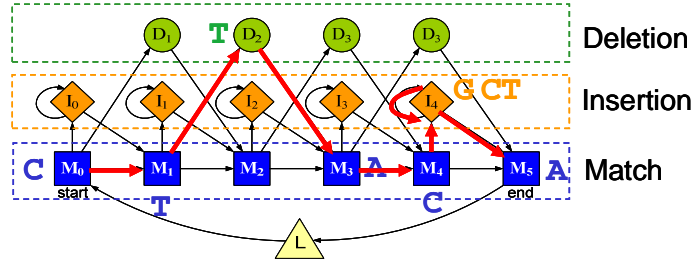 D1 T D2 D3 D3 Deletion
I0 I1 I2 I3 I4 G CT Insertion
C M0 M1 M2 M3 A M4 M5 A Match
start end
T C
L